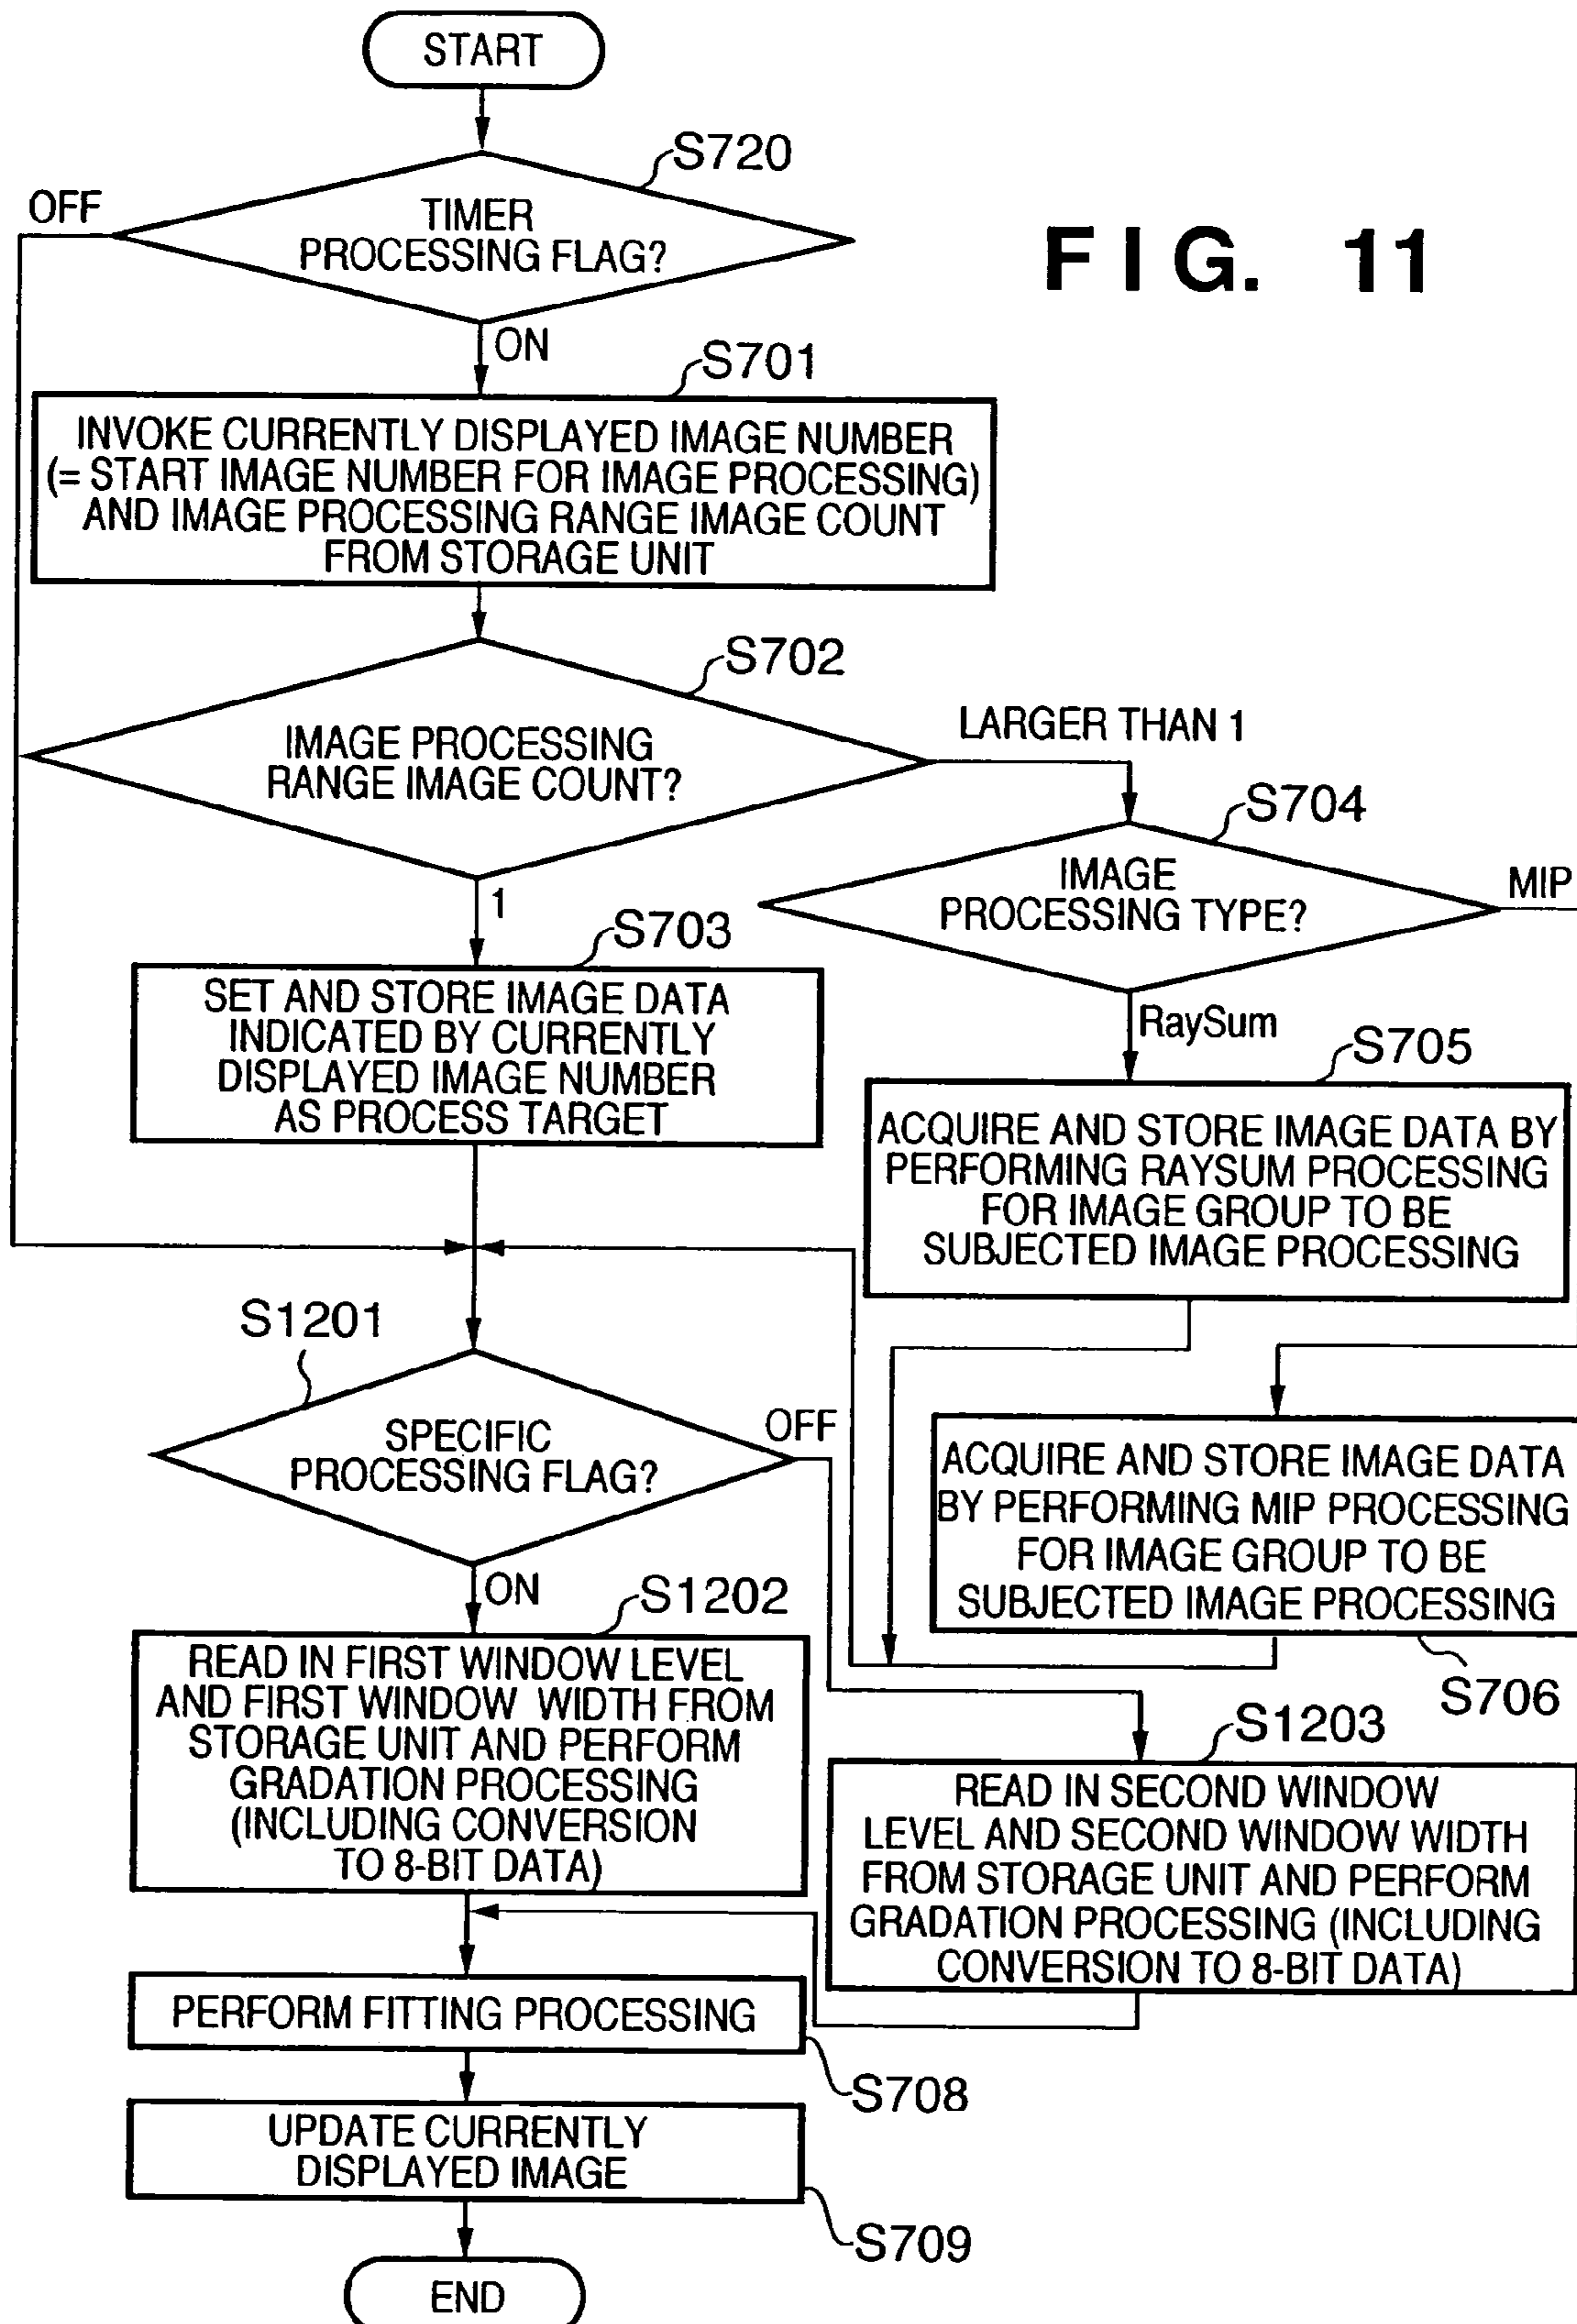 START
S720
OFF
TIMER
PROCESSING FLAG?
FIG. 11
ON
S701
INVOKE CURRENTLY DISPLAYED IMAGE NUMBER
(= START IMAGE NUMBER FOR IMAGE PROCESSING)
AND IMAGE PROCESSING RANGE IMAGE COUNT
FROM STORAGE UNIT
S702
IMAGE PROCESSING
RANGE IMAGE COUNT?
LARGER THAN 1
S704
IMAGE
PROCESSING TYPE?
MIP
1
S703
SET AND STORE IMAGE DATA
INDICATED BY CURRENTLY
DISPLAYED IMAGE NUMBER
AS PROCESS TARGET
RaySum
S705
ACQUIRE AND STORE IMAGE DATA BY
PERFORMING RAYSUM PROCESSING
FOR IMAGE GROUP TO BE
SUBJECTED IMAGE PROCESSING
S1201
SPECIFIC
PROCESSING FLAG?
OFF
ACQUIRE AND STORE IMAGE DATA
BY PERFORMING MIP PROCESSING
FOR IMAGE GROUP TO BE
SUBJECTED IMAGE PROCESSING
S706
ON
S1202
READ IN FIRST WINDOW LEVEL
AND FIRST WINDOW WIDTH FROM
STORAGE UNIT AND PERFORM
GRADATION PROCESSING
(INCLUDING CONVERSION
TO 8-BIT DATA)
S1203
READ IN SECOND WINDOW
LEVEL AND SECOND WINDOW WIDTH
FROM STORAGE UNIT AND PERFORM
GRADATION PROCESSING (INCLUDING
CONVERSION TO 8-BIT DATA)
PERFORM FITTING PROCESSING
S708
UPDATE CURRENTLY
DISPLAYED IMAGE
S709
END